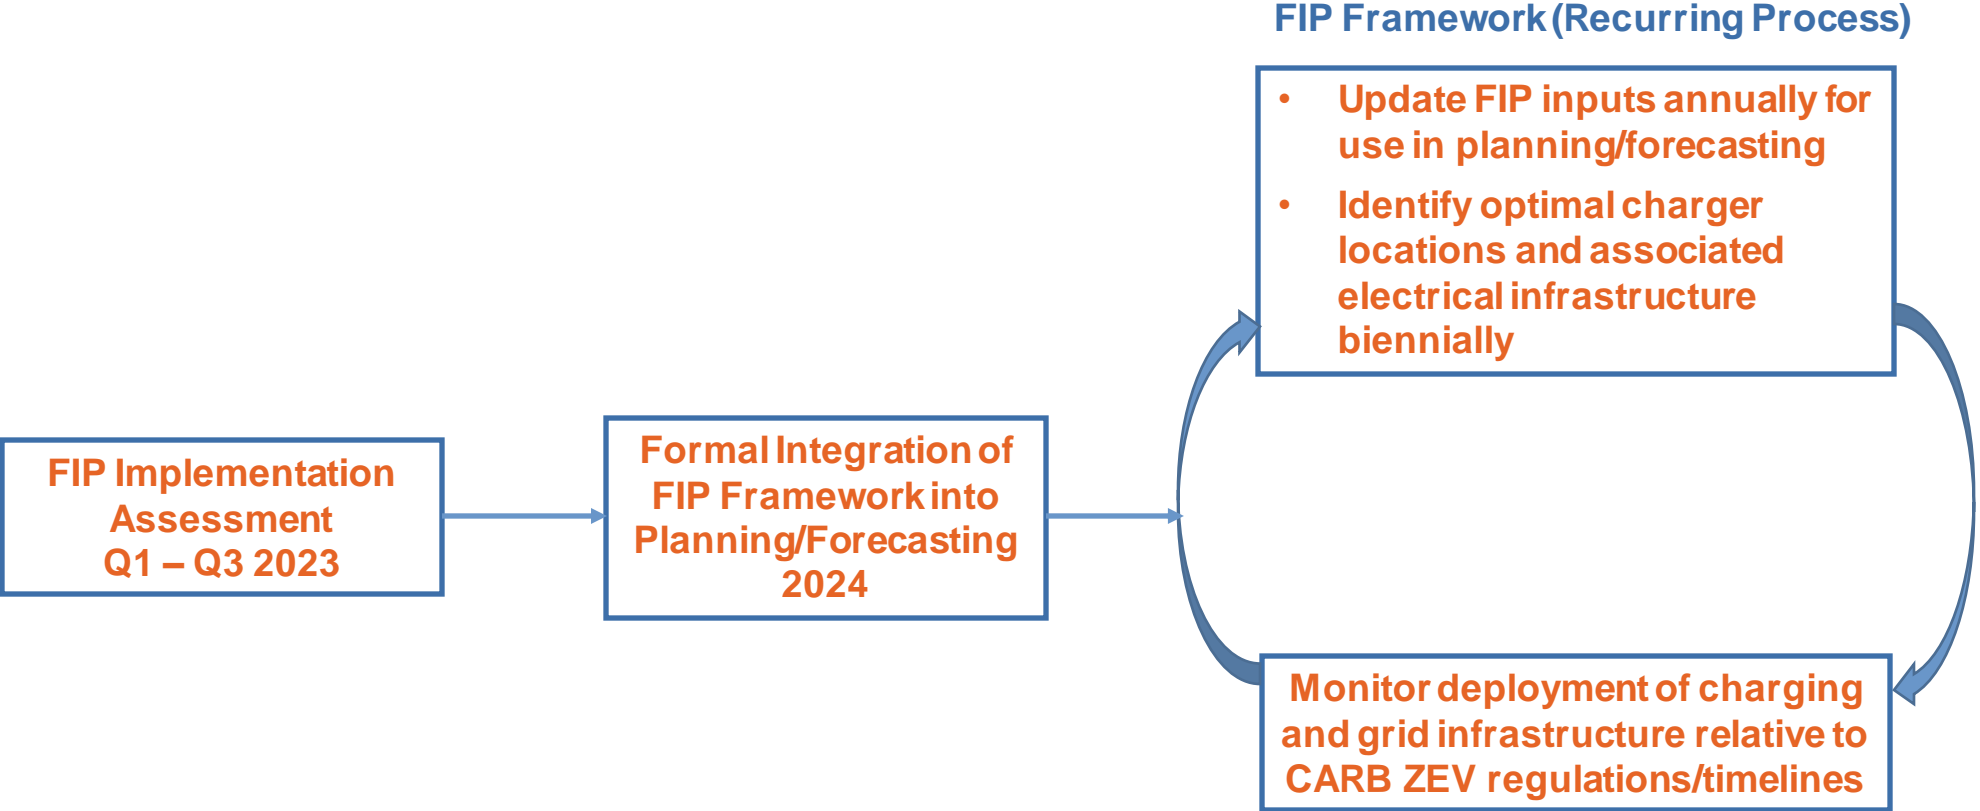 FIP Framework (Recurring Process)
• Update FIP inputs annually for
use in planning/forecasting
• Identify optimal charger
locations and associated
electrical infrastructure
biennially
FIP Implementation
Assessment
Q1 – Q3 2023
Formal Integration of
FIP Framework into
Planning/Forecasting
2024
Monitor deployment of charging
and grid infrastructure relative to
CARB ZEV regulations/timelines